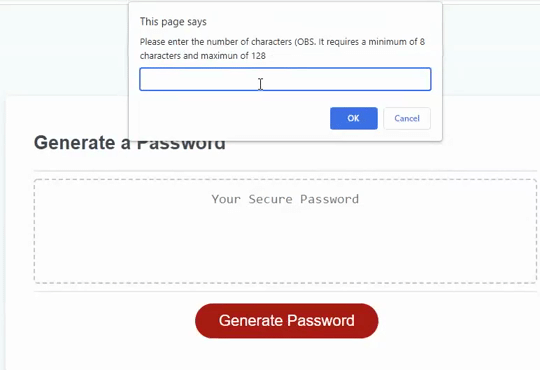 This page says
Please enter the number of characters (OBS. It requires a minimum of 8
characters and maximun of 128
OK
Cancel
Generate a Password
Your Secure Password
Generate Password